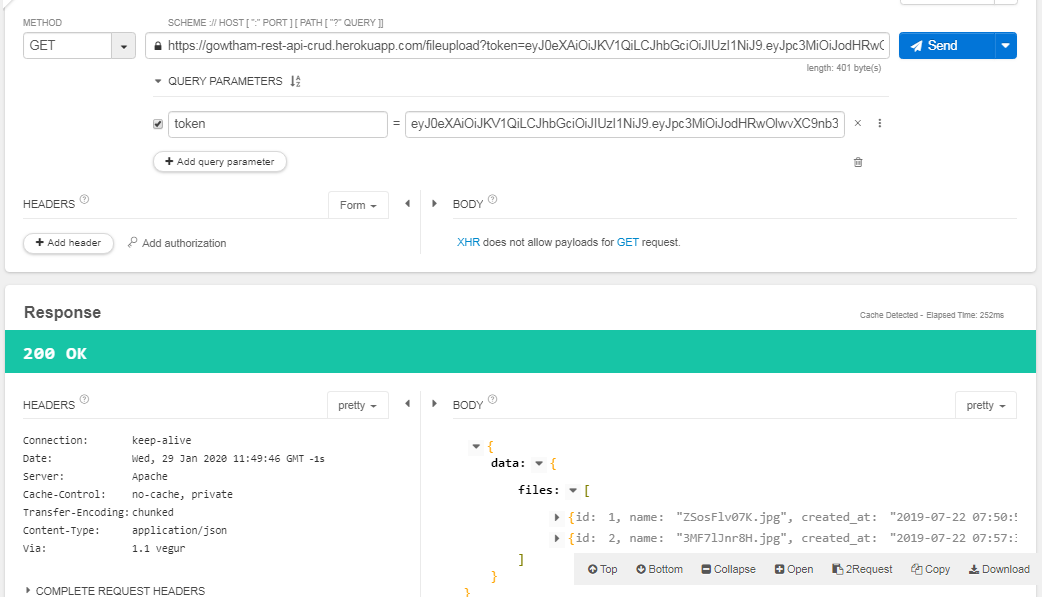 METHOD
SCHEME :// HOST [ ":" PORT ] [ PATH [ "?" QUERY ]]
GET
https://gowtham-rest-api-crud.herokuapp.com/fileupload?token=eyJ0eXAiOiJKV1QiLCJhbGciOiJIUzI1NiJ9.eyJpc3MiOiJodHRwO
Send
length: 401 byte(s)
QUERY PARAMETERS
token = eyJ0eXAiOiJKV1QiLCJhbGciOiJIUzI1NiJ9.eyJpc3MiOiJodHRwOlwvXC9nb3 ×
+ Add query parameter
HEADERS ? Form
BODY ?
+ Add header Add authorization
XHR does not allow payloads for GET request.
Response
Cache Detected - Elapsed Time: 252ms
200 OK
HEADERS ? pretty
BODY ? pretty
Connection: keep-alive
Date: Wed, 29 Jan 2020 11:49:46 GMT -1s
Server: Apache
Cache-Control: no-cache, private
Transfer-Encoding: chunked
Content-Type: application/json
Via: 1.1 vegur
COMPLETE REQUEST HEADERS
{
data: {
files: [
{id: 1, name: "ZSosFlv07K.jpg", created_at: "2019-07-22 07:50:5
{id: 2, name: "3MF7lJnr8H.jpg", created_at: "2019-07-22 07:57:3
]
}
}
Top Bottom Collapse Open 2Request Copy Download